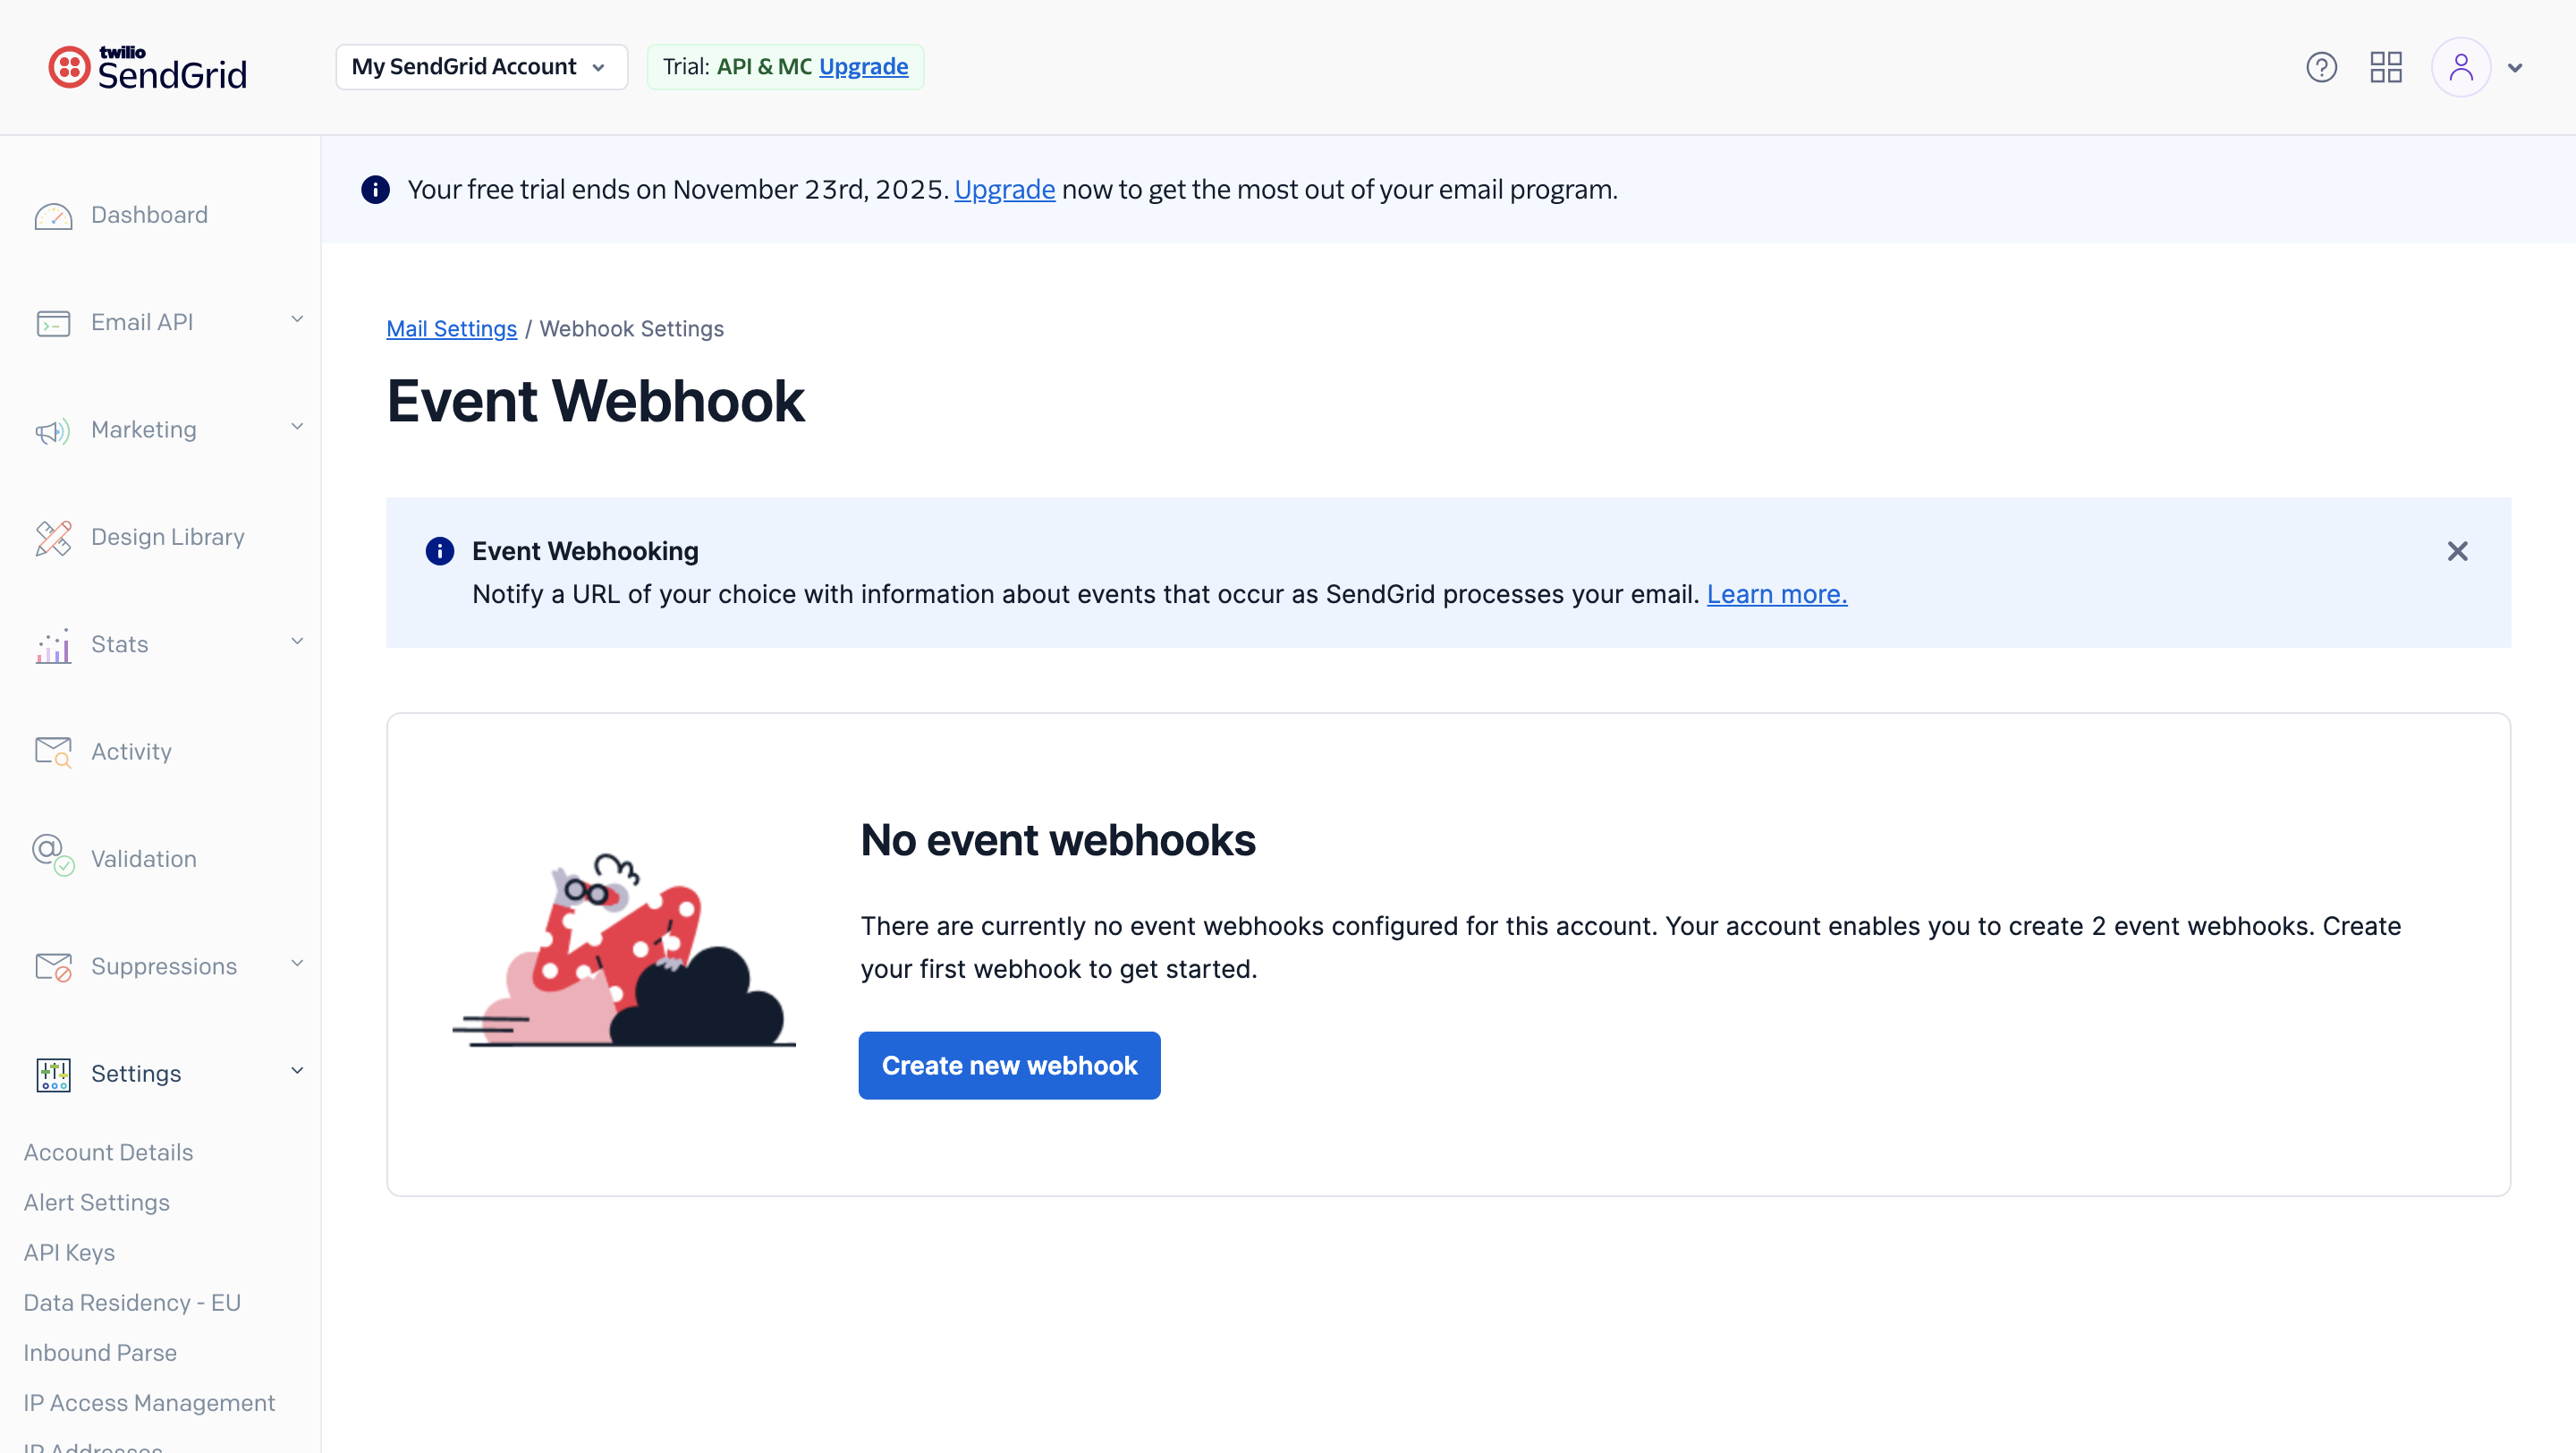 twilio
SendGrid
My SendGrid Account
Trial: API & MC Upgrade
Your free trial ends on November 23rd, 2025. Upgrade now to get the most out of your email program.
Dashboard
Email API
Marketing
Design Library
Stats
Activity
Validation
Suppressions
Settings
Account Details
Alert Settings
API Keys
Data Residency - EU
Inbound Parse
IP Access Management
IP Addresses
Mail Settings / Webhook Settings
Event Webhook
Event Webhooking
Notify a URL of your choice with information about events that occur as SendGrid processes your email. Learn more.
No event webhooks
There are currently no event webhooks configured for this account. Your account enables you to create 2 event webhooks. Create
your first webhook to get started.
Create new webhook